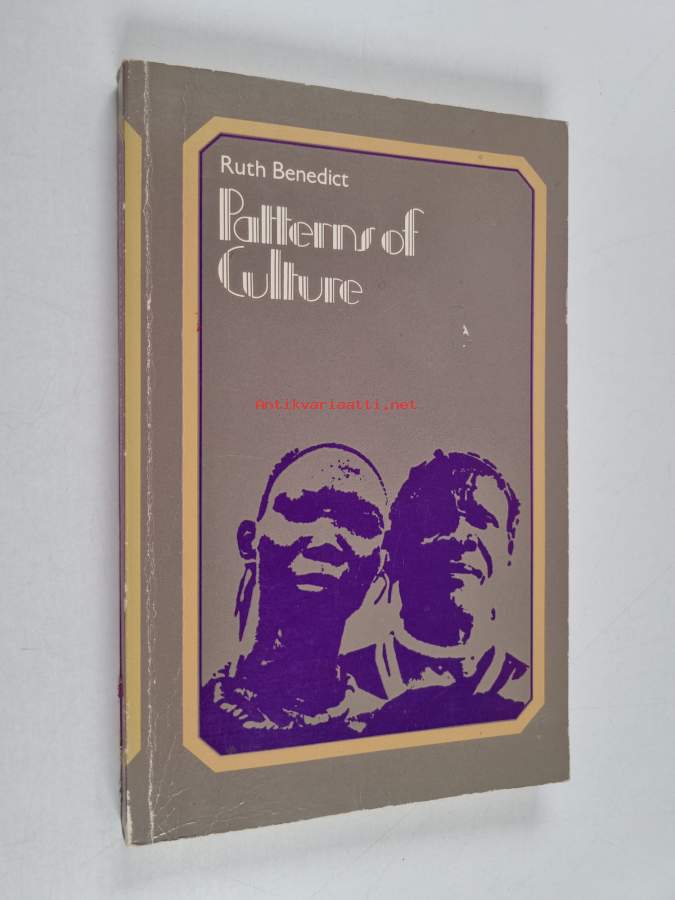 Ruth Benedict
Patterns of
Culture
Antikvariaatti.net